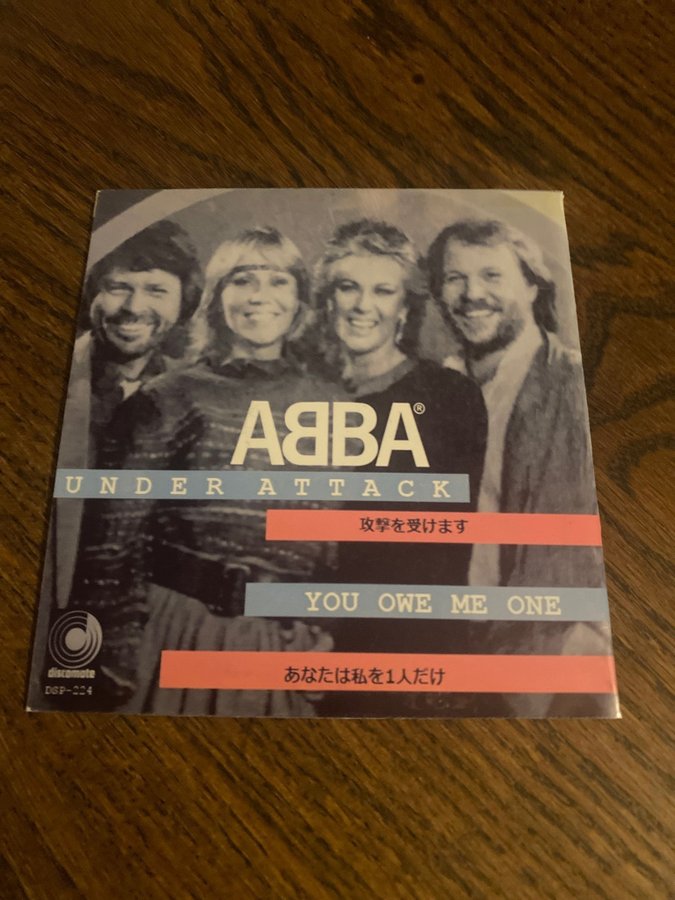 ABBA®
UNDER ATTACK
攻撃を受けます
YOU OWE ME ONE
あなたは私を1人だけ
discomate
DSP-224